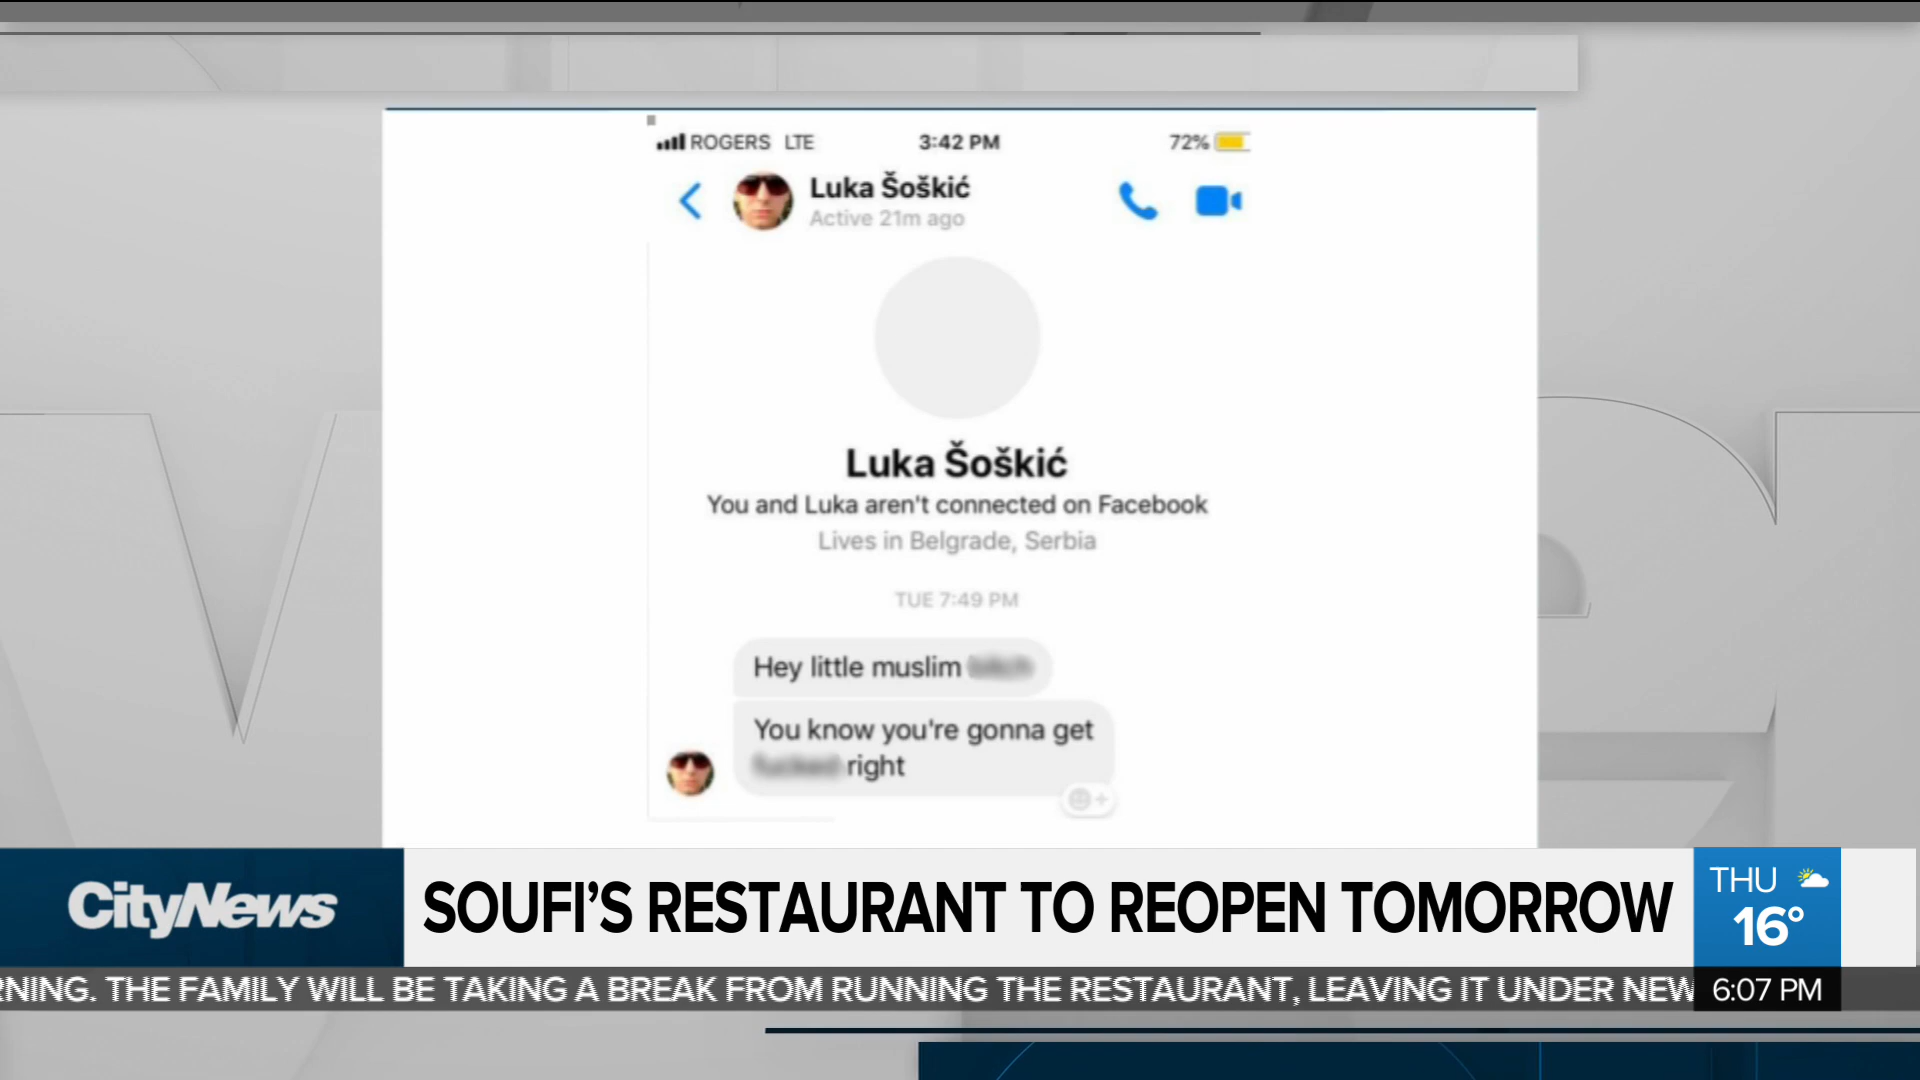 ROGERS LTE 3:42 PM 72%
Luka Šoškić
Active 21m ago
Luka Šoškić
You and Luka aren't connected on Facebook
Lives in Belgrade, Serbia
TUE 7:49 PM
Hey little muslim
You know you're gonna get
right
CityNews
SOUFI'S RESTAURANT TO REOPEN TOMORROW
THU
16°
RNING. THE FAMILY WILL BE TAKING A BREAK FROM RUNNING THE RESTAURANT, LEAVING IT UNDER NEW
6:07 PM